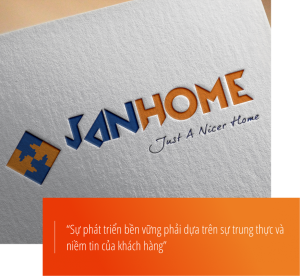 JANHOME
Just A Nicer Home
“Sự phát triển bền vững phải dựa trên sự trung thực và
niềm tin của khách hàng”